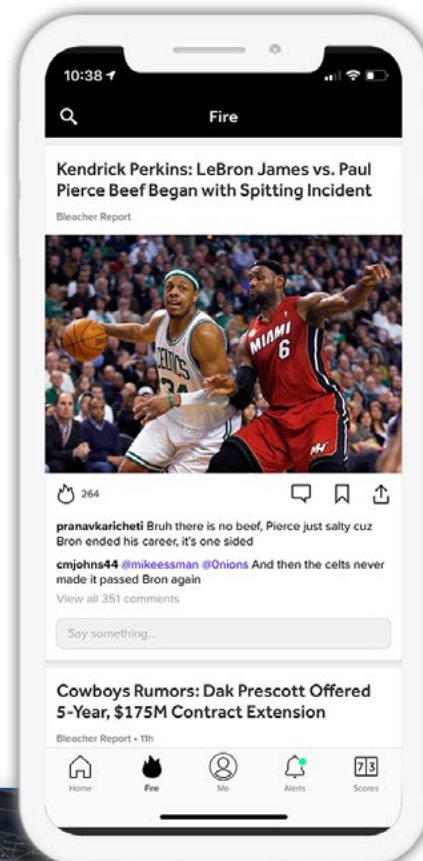 10:38
Fire
Kendrick Perkins: LeBron James vs. Paul
Pierce Beef Began with Spitting Incident
Bleacher Report
CELTICS
34
MIAMI
6
264
pranavkaricheti Bruh there is no beef, Pierce just salty cuz
Bron ended his career, it's one sided
cmjohns44 @mikeessman @0nions And then the celts never
made it passed Bron again
View all 351 comments
Say something...
Cowboys Rumors: Dak Prescott Offered
5-Year, $175M Contract Extension
Bleacher Report • 11h
7 3
Home
Fire
Me
Alerts
Scores